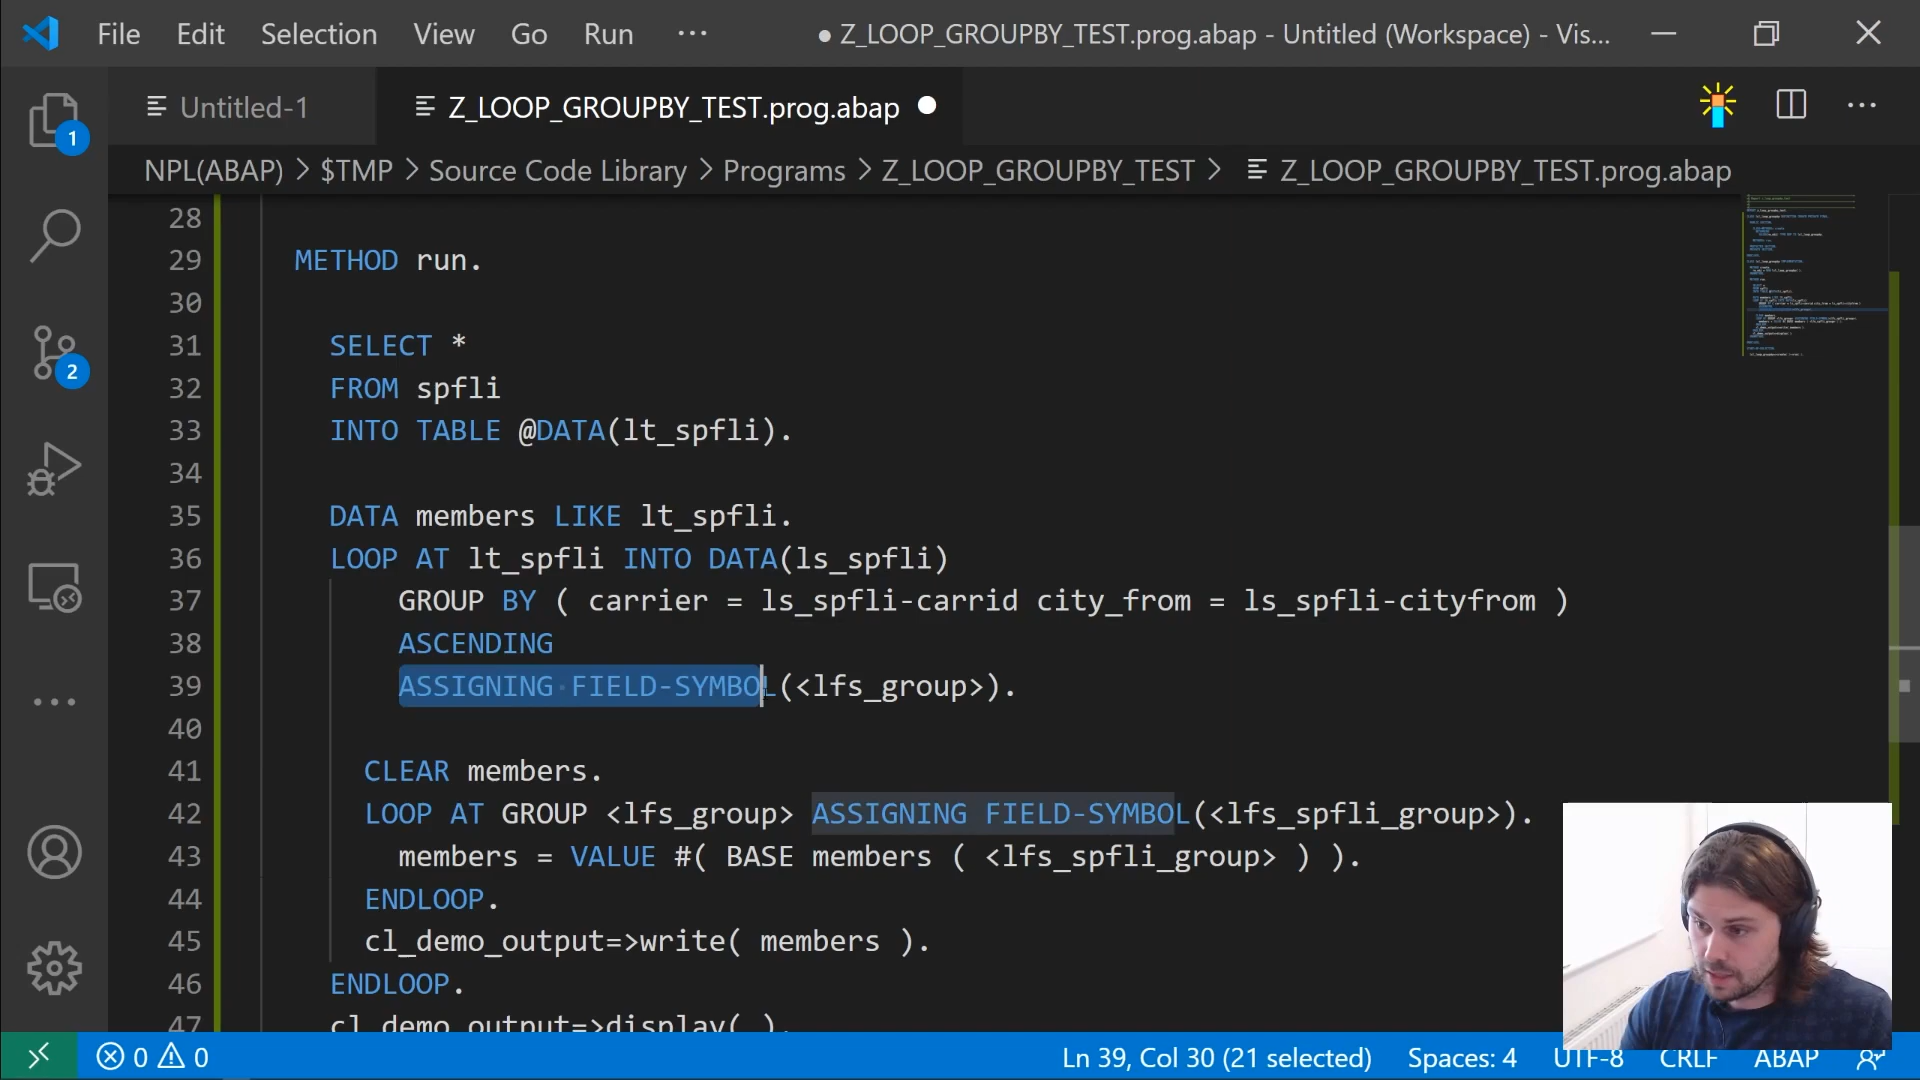 File Edit Selection View Go Run ··· ● Z_LOOP_GROUPBY_TEST.prog.abap - Untitled (Workspace) - Vis...
Untitled-1 Z_LOOP_GROUPBY_TEST.prog.abap ●
NPL(ABAP) > $TMP > Source Code Library > Programs > Z_LOOP_GROUPBY_TEST > Z_LOOP_GROUPBY_TEST.prog.abap
1
2
28
29 METHOD run.
30
31 SELECT *
32 FROM spfli
33 INTO TABLE @DATA(lt_spfli).
34
35 DATA members LIKE lt_spfli.
36 LOOP AT lt_spfli INTO DATA(ls_spfli)
37 GROUP BY ( carrier = ls_spfli-carrid city_from = ls_spfli-cityfrom )
38 ASCENDING
39 ASSIGNING FIELD-SYMBOL(<lfs_group>).
40
41 CLEAR members.
42 LOOP AT GROUP <lfs_group> ASSIGNING FIELD-SYMBOL(<lfs_spfli_group>).
43 members = VALUE #( BASE members ( <lfs_spfli_group> ) ).
44 ENDLOOP.
45 cl_demo_output=>write( members ).
46 ENDLOOP.
47 cl_demo_output=>display( ).
0 0 Ln 39, Col 30 (21 selected) Spaces: 4 UTF-8 CRLF ABAP